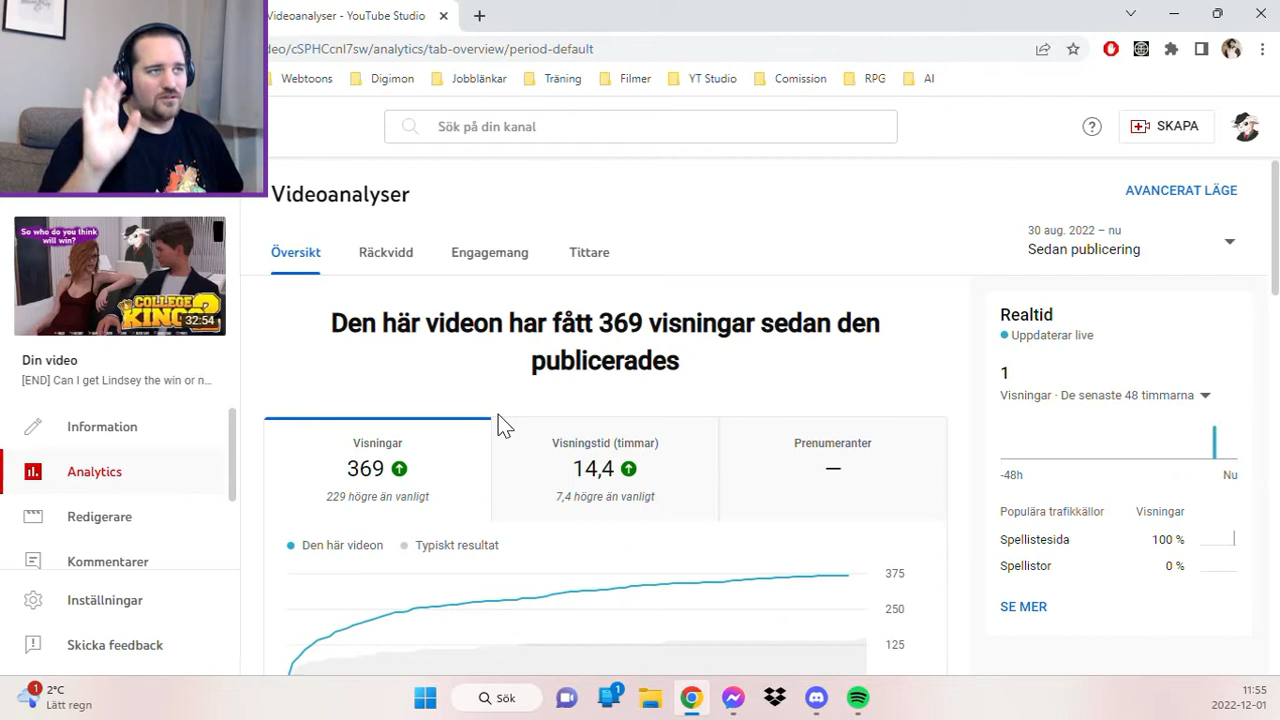 Videoanalyser - YouTube Studio
deo/cSPHCcnI7sw/analytics/tab-overview/period-default
Webtoons
Digimon
Jobblänkar
Träning
Filmer
YT Studio
Comission
RPG
AI
Sök på din kanal
SKAPA
Videoanalyser
AVANCERAT LÄGE
30 aug. 2022 – nu
Sedan publicering
Översikt
Räckvidd
Engagemang
Tittare
So who do you think
will win?
COLLEGE
KINGS 2
32:54
Din video
[END] Can I get Lindsey the win or n...
Information
Analytics
Redigerare
Kommentarer
Inställningar
Skicka feedback
Den här videon har fått 369 visningar sedan den
publicerades
Visningar
369
229 högre än vanligt
Visningstid (timmar)
14,4
7,4 högre än vanligt
Prenumeranter
—
Den här videon
Typiskt resultat
375
250
125
Realtid
Uppdaterar live
1
Visningar · De senaste 48 timmarna
-48h
Nu
Populära trafikkällor
Visningar
Spellistesida
100 %
Spellistor
0 %
SE MER
1
2°C
Lätt regn
Sök
1
11:55
2022-12-01